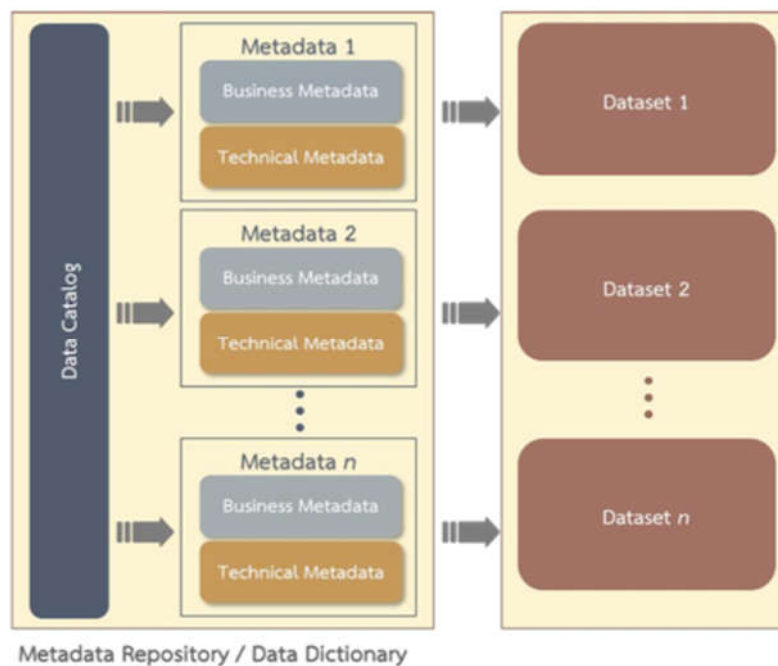 Data Catalog
Metadata 1
Business Metadata
Technical Metadata
Dataset 1
Metadata 2
Business Metadata
Technical Metadata
Dataset 2
Metadata n
Business Metadata
Technical Metadata
Dataset n
Metadata Repository / Data Dictionary